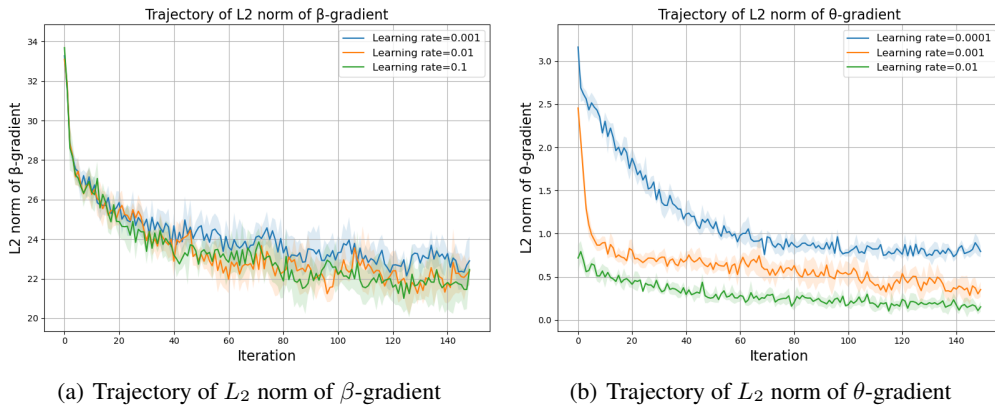 Trajectory of L2 norm of β-gradient
L2 norm of β-gradient
34
32
30
28
26
24
22
20
0
20
40
60
80
100
120
140
Iteration
Learning rate=0.001
Learning rate=0.01
Learning rate=0.1
(a) Trajectory of L₂ norm of β-gradient
Trajectory of L2 norm of θ-gradient
L2 norm of θ-gradient
3.0
2.5
2.0
1.5
1.0
0.5
0.0
0
20
40
60
80
100
120
140
Iteration
Learning rate=0.0001
Learning rate=0.001
Learning rate=0.01
(b) Trajectory of L₂ norm of θ-gradient